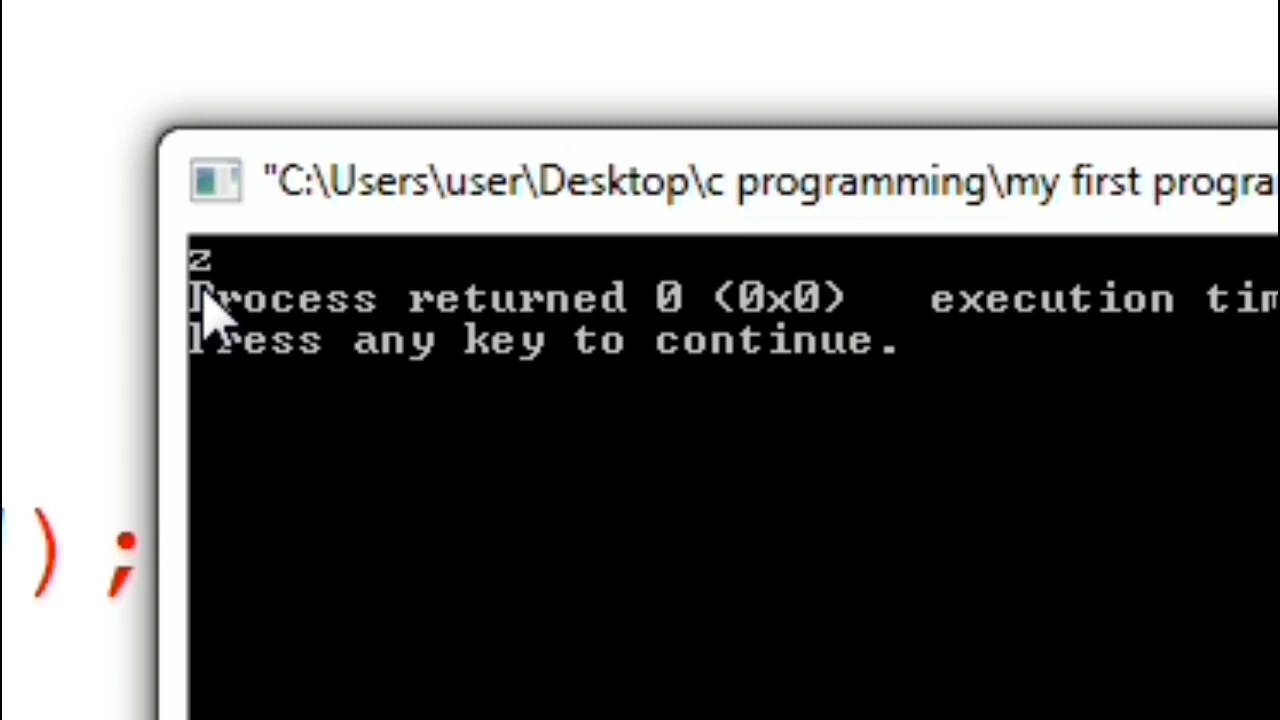 "C:\Users\user\Desktop\c programming\my first progra
z
Process returned 0 (0x0) execution tim
Press any key to continue.
);